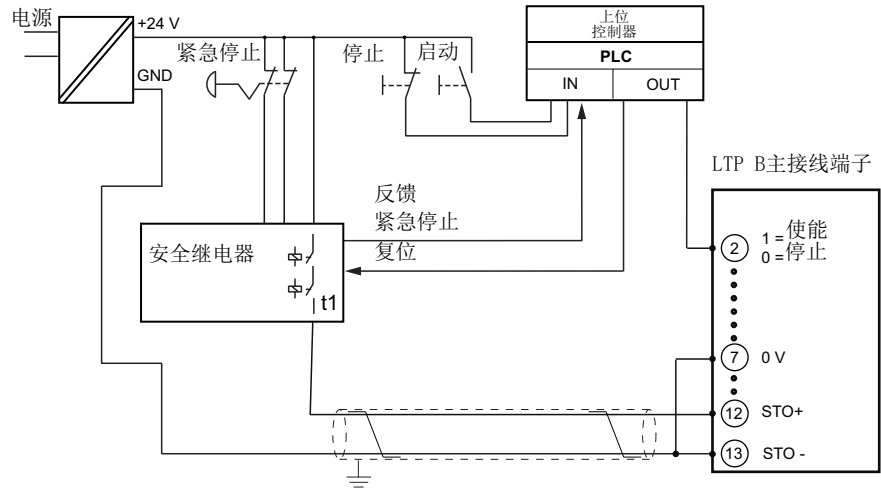 电源
+24 V
GND
紧急停止
停止
启动
上位
控制器
PLC
IN
OUT
LTP B主接线端子
反馈
紧急停止
复位
安全继电器
t1
2
1 =使能
0 =停止
7
0 V
12
STO+
13
STO -